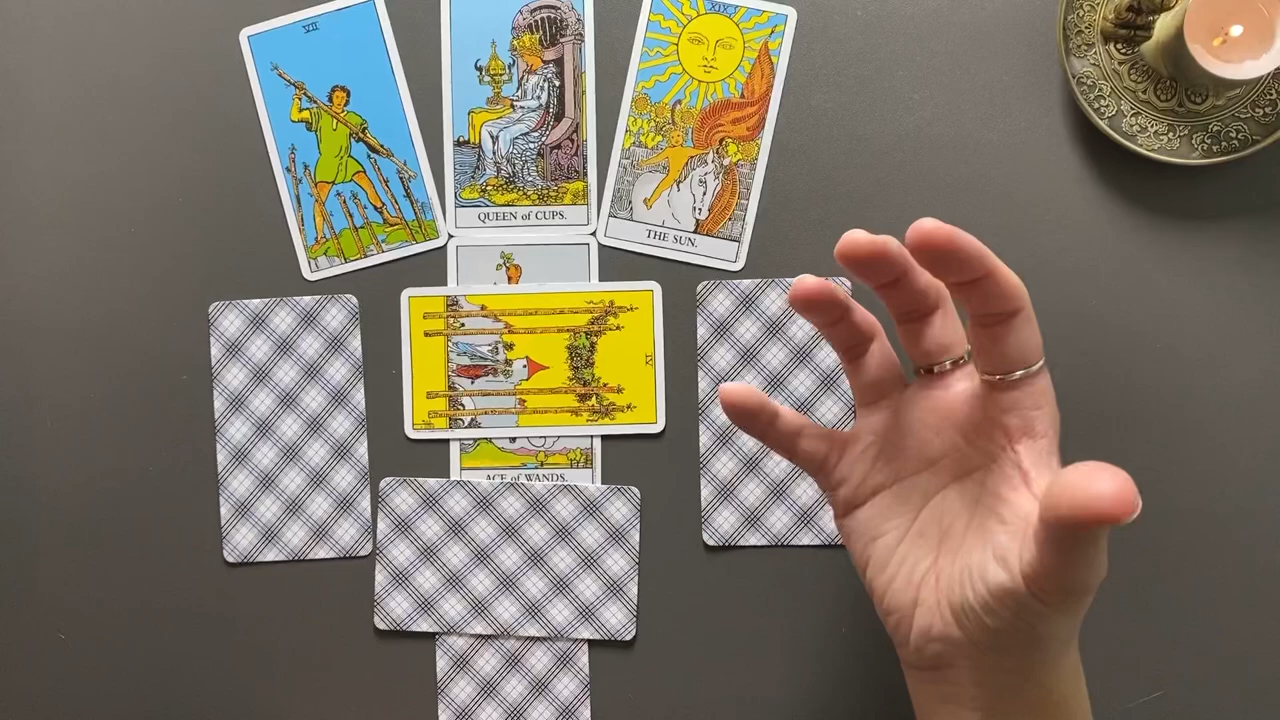 VII
QUEEN of CUPS.
XIX
THE SUN.
IV
ACE of WANDS.